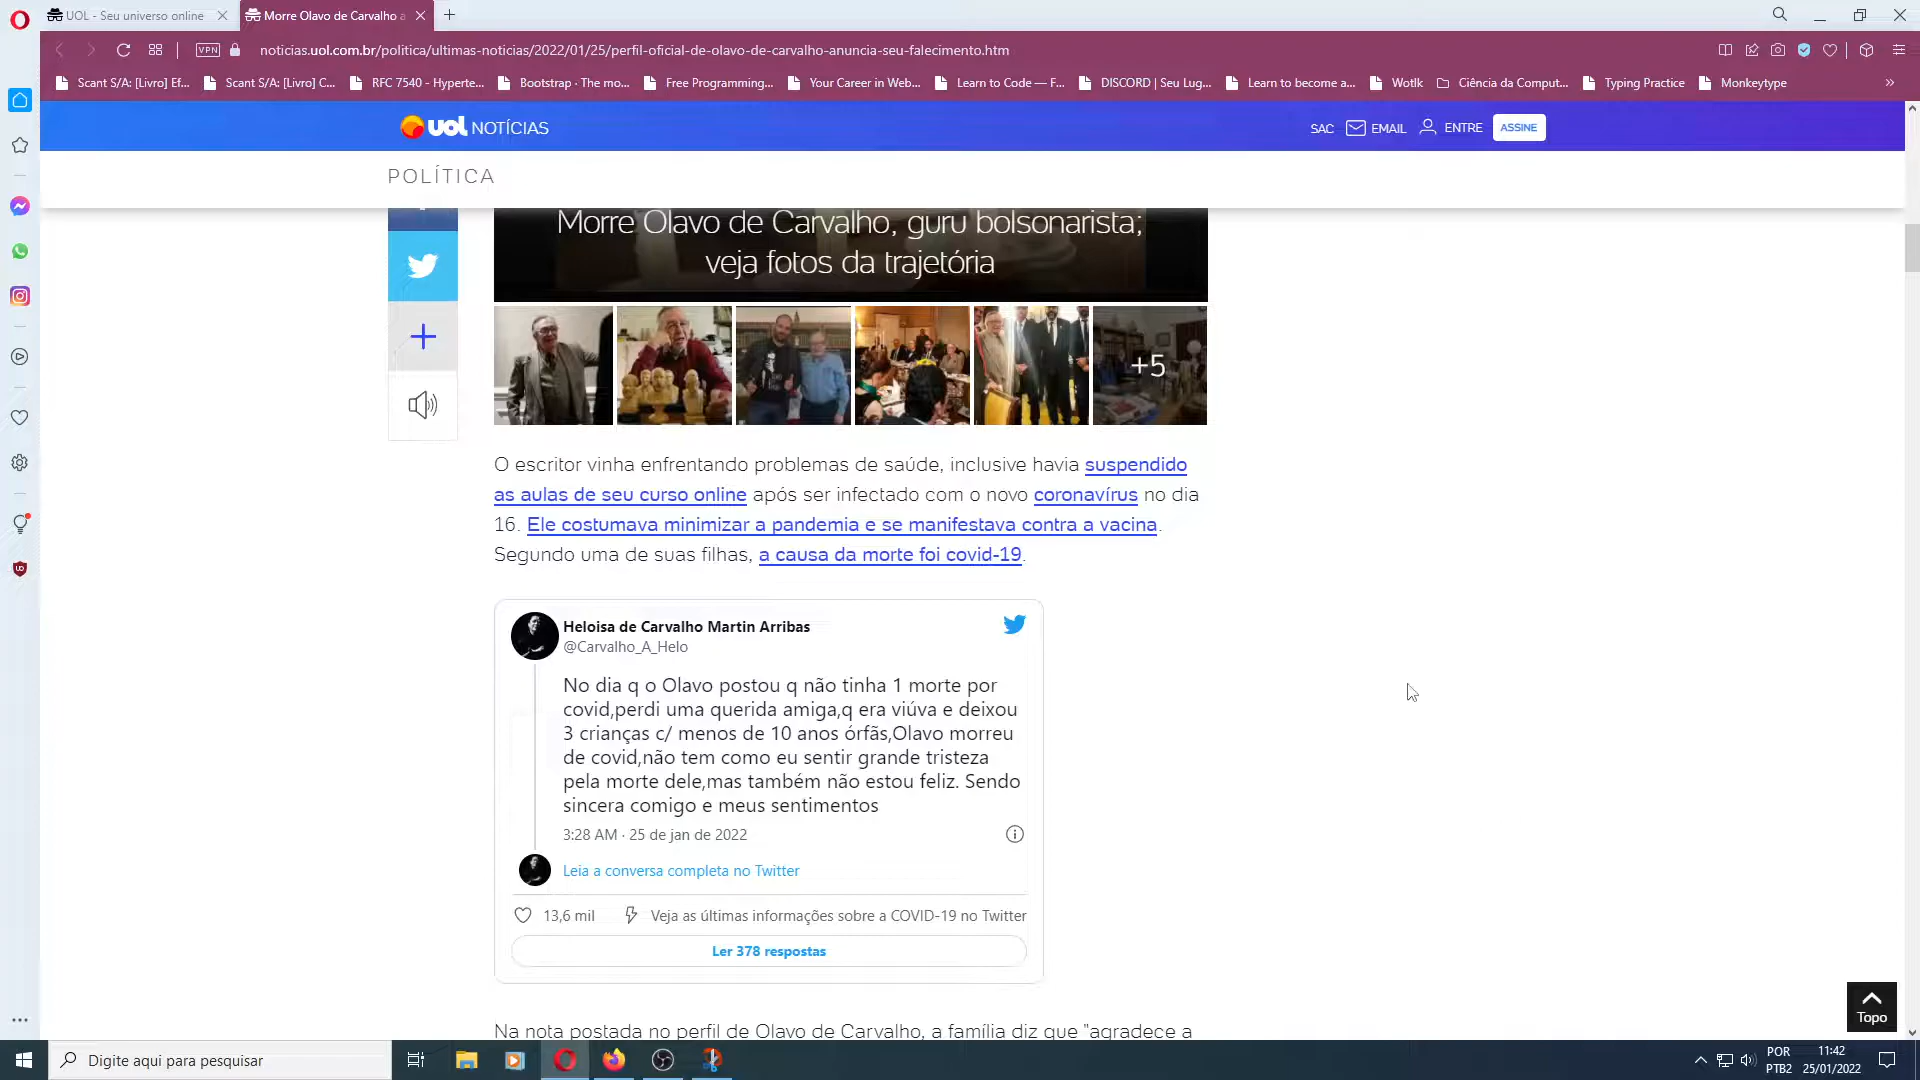 UOL - Seu universo online
Morre Olavo de Carvalho a
VPN
noticias.uol.com.br/politica/ultimas-noticias/2022/01/25/perfil-oficial-de-olavo-de-carvalho-anuncia-seu-falecimento.htm
Scant S/A: [Livro] Ef...
Scant S/A: [Livro] C...
RFC 7540 - Hyperte...
Bootstrap · The mo...
Free Programming...
Your Career in Web...
Learn to Code — F...
DISCORD | Seu Lug...
Learn to become a...
Wotlk
Ciência da Comput...
Typing Practice
Monkeytype
»
uol NOTÍCIAS
SAC
EMAIL
ENTRE
ASSINE
POLÍTICA
Morre Olavo de Carvalho, guru bolsonarista;
veja fotos da trajetória
+5
O escritor vinha enfrentando problemas de saúde, inclusive havia suspendido
as aulas de seu curso online após ser infectado com o novo coronavírus no dia
16. Ele costumava minimizar a pandemia e se manifestava contra a vacina.
Segundo uma de suas filhas, a causa da morte foi covid-19.
Heloisa de Carvalho Martin Arribas
@Carvalho_A_Helo
No dia q o Olavo postou q não tinha 1 morte por
covid,perdi uma querida amiga,q era viúva e deixou
3 crianças c/ menos de 10 anos órfãs,Olavo morreu
de covid,não tem como eu sentir grande tristeza
pela morte dele,mas também não estou feliz. Sendo
sincera comigo e meus sentimentos
3:28 AM · 25 de jan de 2022
Leia a conversa completa no Twitter
13,6 mil
Veja as últimas informações sobre a COVID-19 no Twitter
Ler 378 respostas
Na nota postada no perfil de Olavo de Carvalho, a família diz que "agradece a
Topo
Digite aqui para pesquisar
POR
PTB2
11:42
25/01/2022